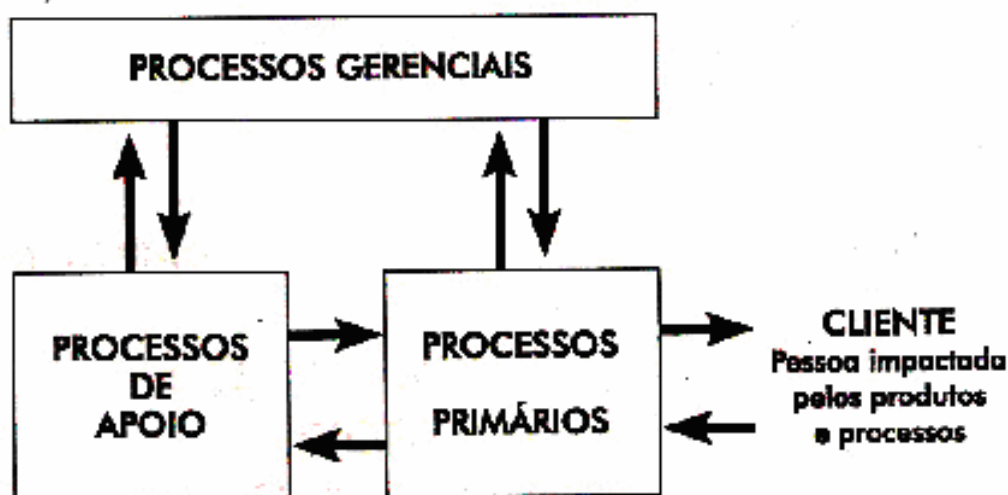 PROCESSOS GERENCIAIS
PROCESSOS
DE
APOIO
PROCESSOS
PRIMÁRIOS
CLIENTE
Pessoa impactada
pelos produtos
e processos